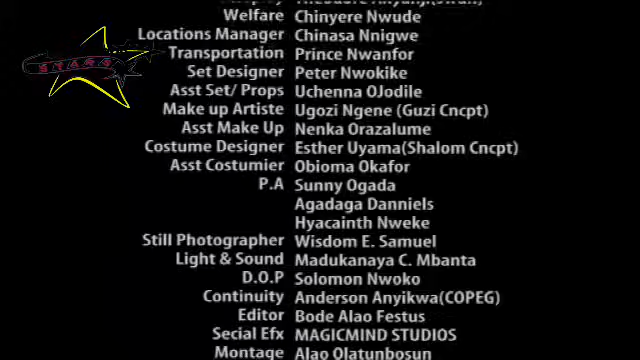 Welfare Chinyere Nwude
Locations Manager Chinasa Nnigwe
Transportation Prince Nwanfor
Set Designer Peter Nwokike
Asst Set/ Props Uchenna OJodile
Make up Artiste Ugozi Ngene (Guzi Cncpt)
Asst Make Up Nenka Orazalume
Costume Designer Esther Uyama(Shalom Cncpt)
Asst Costumier Obioma Okafor
P.A Sunny Ogada
Agadaga Danniels
Hyacainth Nweke
Still Photographer Wisdom E. Samuel
Light & Sound Madukanaya C. Mbanta
D.O.P Solomon Nwoko
Continuity Anderson Anyikwa(COPEG)
Editor Bode Alao Festus
Secial Efx MAGICMIND STUDIOS
Montage Alao Olatunbosun